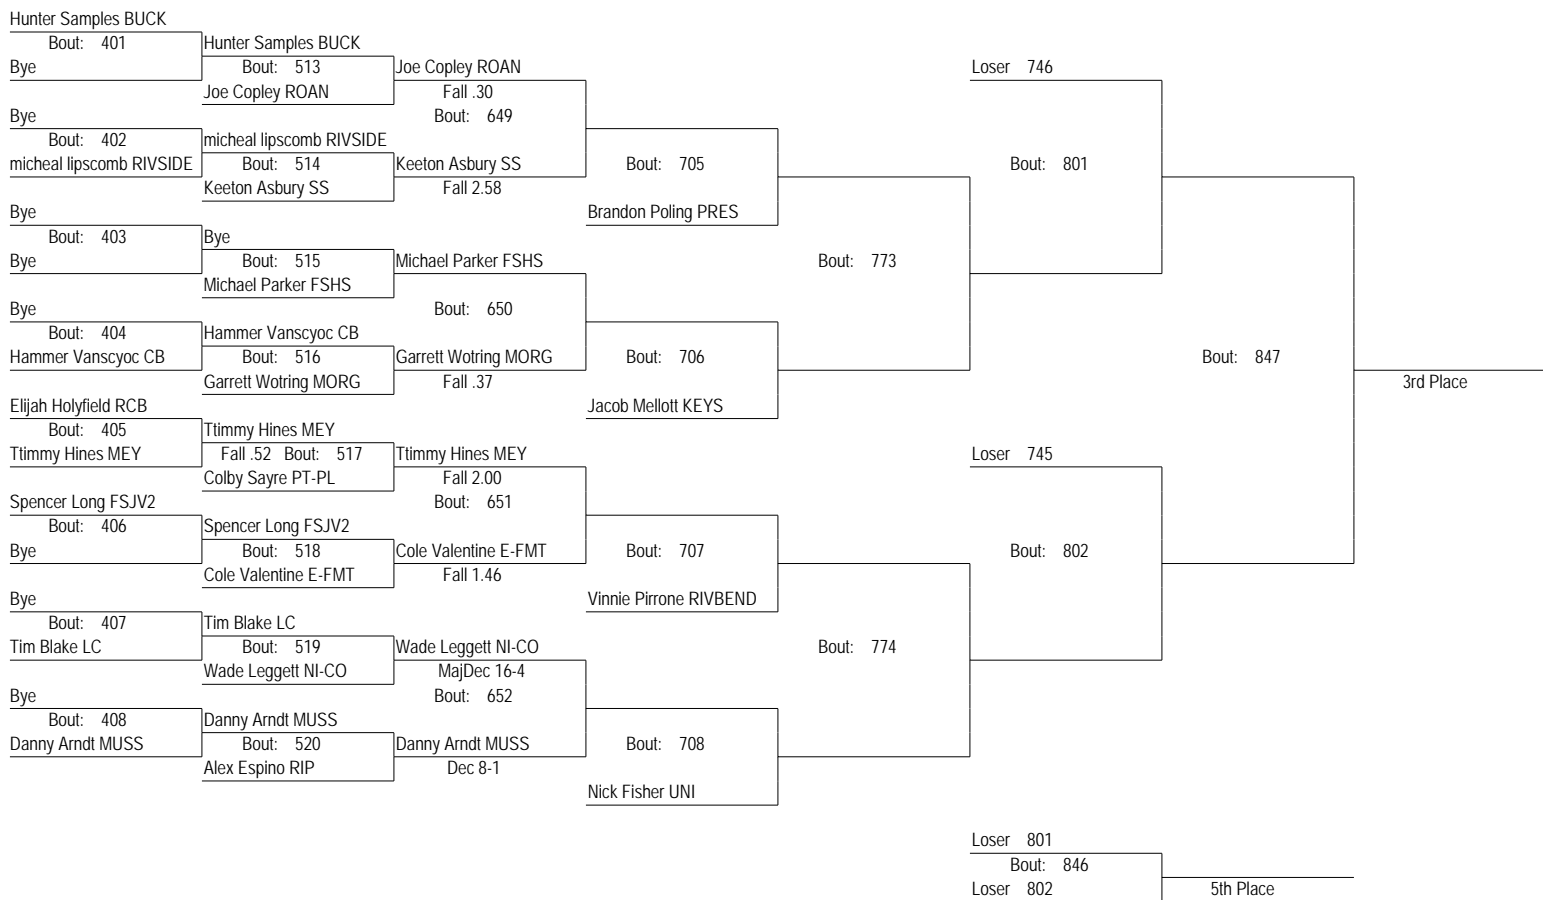 Hunter Samples BUCK
Bout: 401
Hunter Samples BUCK
Bye
Bout: 513
Joe Copley ROAN
Loser 746
Joe Copley ROAN
Fall .30
Bye
Bout: 649
Bout: 402
micheal lipscomb RIVSIDE
micheal lipscomb RIVSIDE
Bout: 514
Keeton Asbury SS
Bout: 705
Bout: 801
Keeton Asbury SS
Fall 2.58
Bye
Brandon Poling PRES
Bout: 403
Bye
Bye
Bout: 515
Michael Parker FSHS
Bout: 773
Michael Parker FSHS
Bye
Bout: 650
Bout: 404
Hammer Vanscyoc CB
Hammer Vanscyoc CB
Bout: 516
Garrett Wotring MORG
Bout: 706
Bout: 847
Garrett Wotring MORG
Fall .37
3rd Place
Elijah Holyfield RCB
Jacob Mellott KEYS
Bout: 405
Ttimmy Hines MEY
Ttimmy Hines MEY
Fall .52 Bout: 517
Ttimmy Hines MEY
Loser 745
Colby Sayre PT-PL
Fall 2.00
Spencer Long FSJV2
Bout: 651
Bout: 406
Spencer Long FSJV2
Bye
Bout: 518
Cole Valentine E-FMT
Bout: 707
Bout: 802
Cole Valentine E-FMT
Fall 1.46
Bye
Vinnie Pirrone RIVBEND
Bout: 407
Tim Blake LC
Tim Blake LC
Bout: 519
Wade Leggett NI-CO
Bout: 774
Wade Leggett NI-CO
MajDec 16-4
Bye
Bout: 652
Bout: 408
Danny Arndt MUSS
Danny Arndt MUSS
Bout: 520
Danny Arndt MUSS
Bout: 708
Alex Espino RIP
Dec 8-1
Nick Fisher UNI
Loser 801
Bout: 846
Loser 802
5th Place